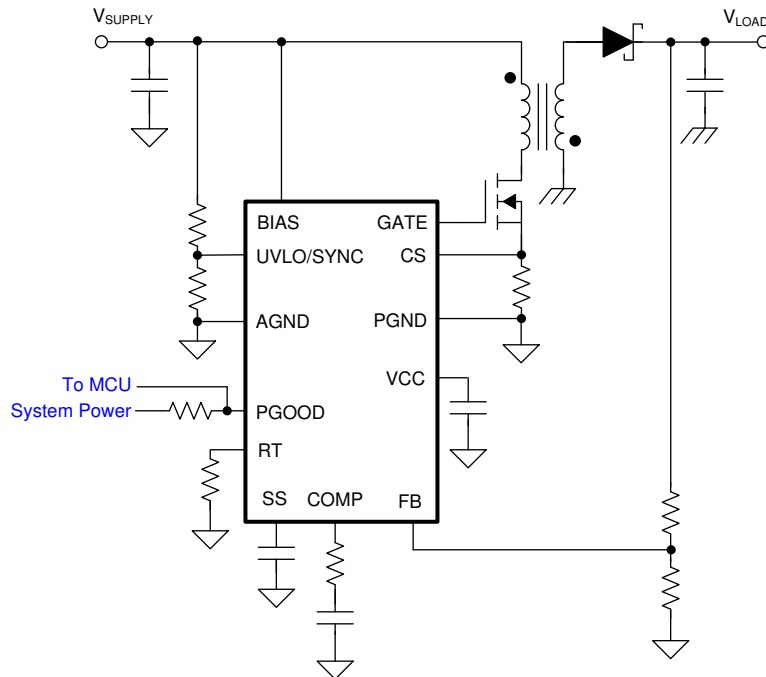 VSUPPLY
VLOAD
BIAS
GATE
UVLO/SYNC
CS
AGND
PGND
VCC
To MCU
System Power
PGOOD
RT
SS
COMP
FB